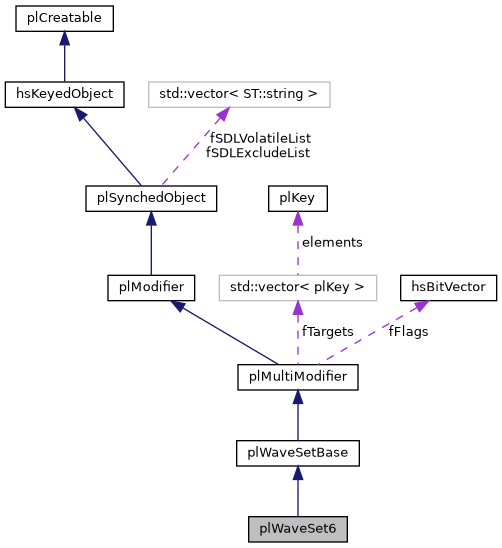 plCreatable
hsKeyedObject
std::vector< ST::string >
fSDLVolatileList
fSDLExcludeList
plSynchedObject
plKey
elements
plModifier
std::vector< plKey >
hsBitVector
fTargets
fFlags
plMultiModifier
plWaveSetBase
plWaveSet6